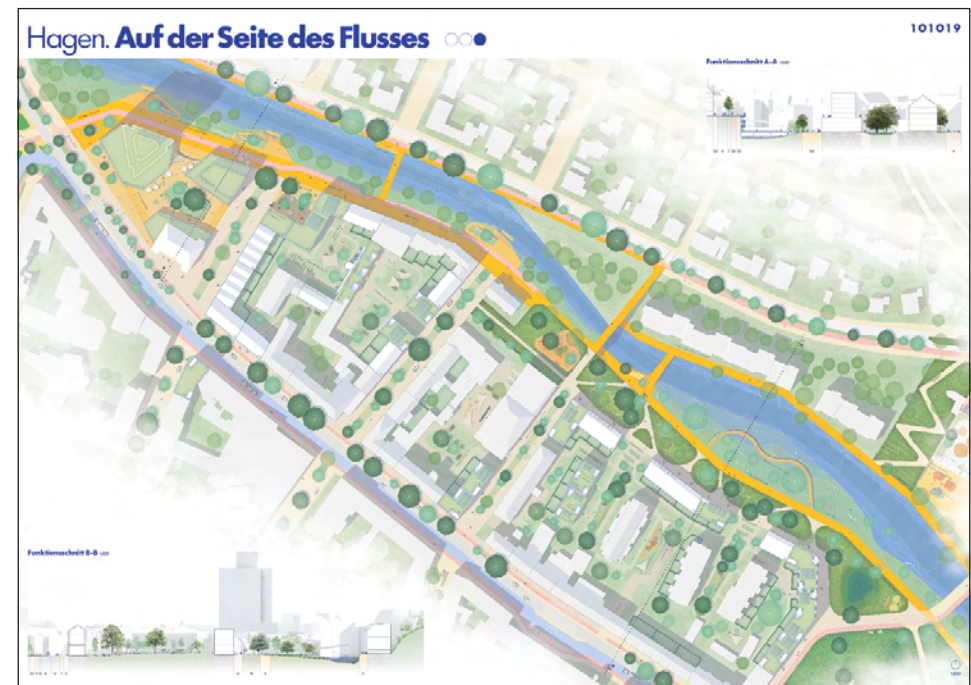 Hagen. Auf der Seite des Flusses
101019
Funktionsschnitt A-A
Funktionsschnitt B-B